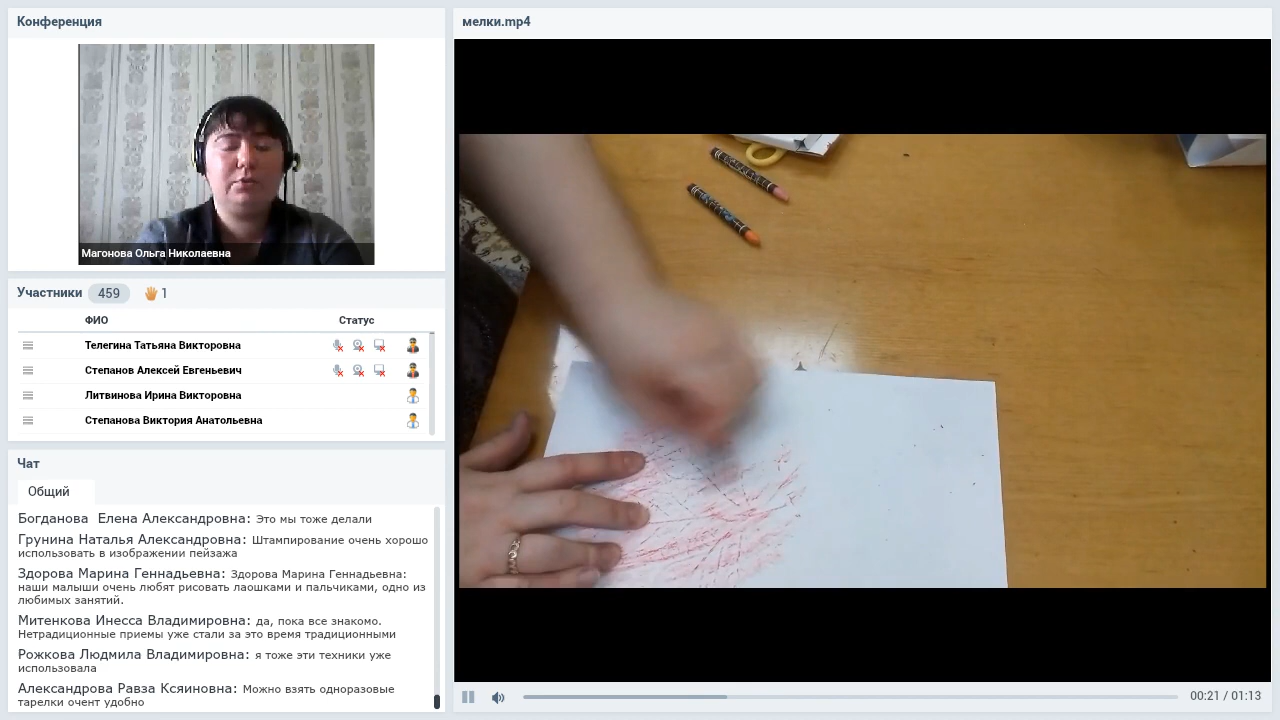 Конференция
Магонова Ольга Николаевна
Участники 459 1
ФИО Статус
Телегина Татьяна Викторовна
Степанов Алексей Евгеньевич
Литвинова Ирина Викторовна
Степанова Виктория Анатольевна
Чат
Общий
Богданова Елена Александровна: Это мы тоже делали
Грунина Наталья Александровна: Штампирование очень хорошо
использовать в изображении пейзажа
Здорова Марина Геннадьевна: Здорова Марина Геннадьевна:
наши малыши очень любят рисовать лаошками и пальчиками, одно из
любимых занятий.
Митенкова Инесса Владимировна: да, пока все знакомо.
Нетрадиционные приемы уже стали за это время традиционными
Рожкова Людмила Владимировна: я тоже эти техники уже
использовала
Александрова Равза Ксяиновна: Можно взять одноразовые
тарелки очент удобно
мелки.mp4
00:21 / 01:13